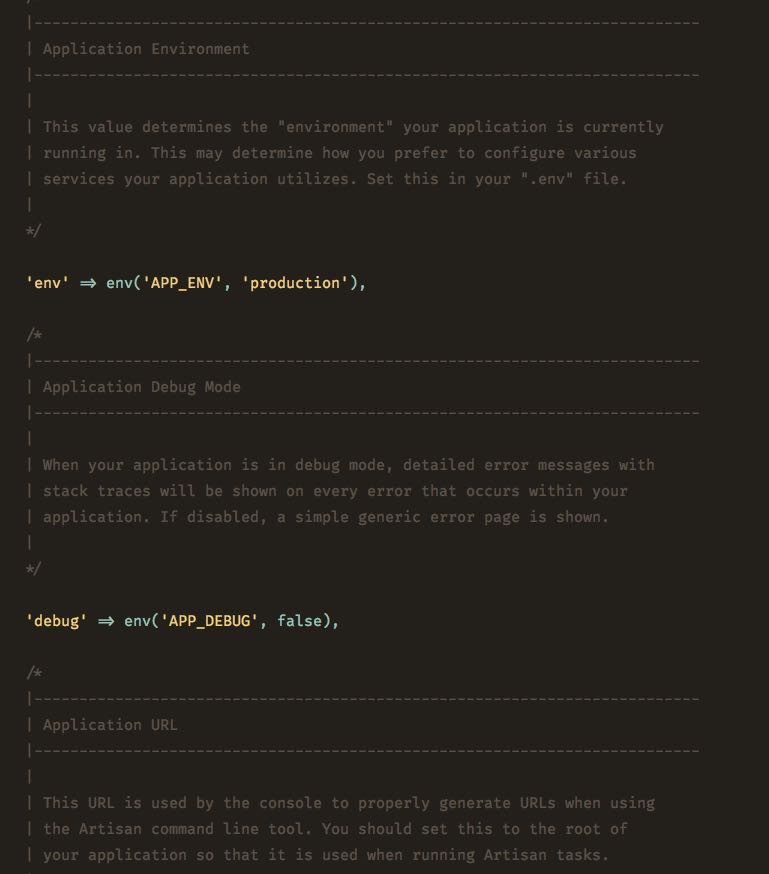 |--------------------------------------------------------------------------
| Application Environment
|--------------------------------------------------------------------------
|
| This value determines the "environment" your application is currently
| running in. This may determine how you prefer to configure various
| services your application utilizes. Set this in your ".env" file.
|
*/
'env' => env('APP_ENV', 'production'),
/*
|--------------------------------------------------------------------------
| Application Debug Mode
|--------------------------------------------------------------------------
|
| When your application is in debug mode, detailed error messages with
| stack traces will be shown on every error that occurs within your
| application. If disabled, a simple generic error page is shown.
|
*/
'debug' => env('APP_DEBUG', false),
/*
|--------------------------------------------------------------------------
| Application URL
|--------------------------------------------------------------------------
|
| This URL is used by the console to properly generate URLs when using
| the Artisan command line tool. You should set this to the root of
| your application so that it is used when running Artisan tasks.